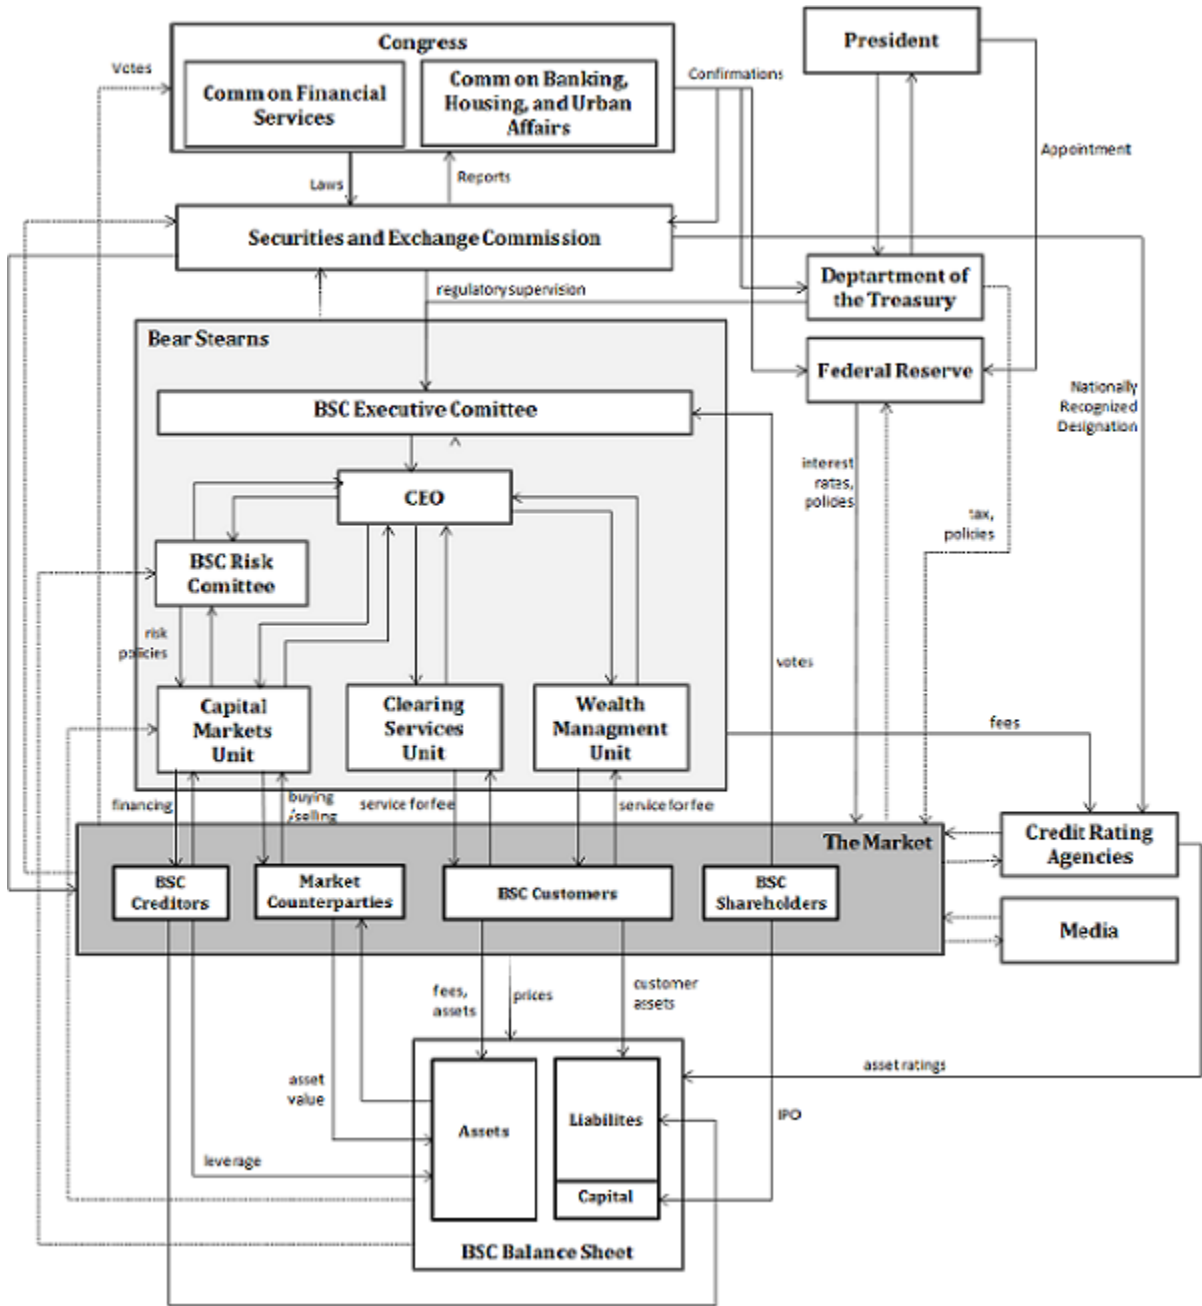 Congress
Comm on Financial
Services
Comm on Banking,
Housing, and Urban
Affairs
President
Votes
Confirmations
Appointment
Laws
Reports
Securities and Exchange Commission
Deptartment of
the Treasury
regulatory supervision
Bear Stearns
Federal Reserve
BSC Executive Comittee
Nationally
Recognized
Designation
CEO
interest
rates,
policies
tax,
policies
BSC Risk
Comittee
risk
policies
votes
Capital
Markets
Unit
Clearing
Services
Unit
Wealth
Managment
Unit
fees
financing
buying
/selling
service for fee
service for fee
The Market
Credit Rating
Agencies
BSC
Creditors
Market
Counterparties
BSC Customers
BSC
Shareholders
Media
fees,
assets
prices
customer
assets
asset ratings
asset
value
IPO
Assets
Liabilites
leverage
Capital
BSC Balance Sheet